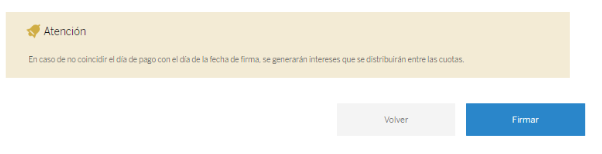 Atención
En caso de no coincidir el día de pago con el día de la fecha de firma, se generarán intereses que se distribuirán entre las cuotas.
Volver
Firmar